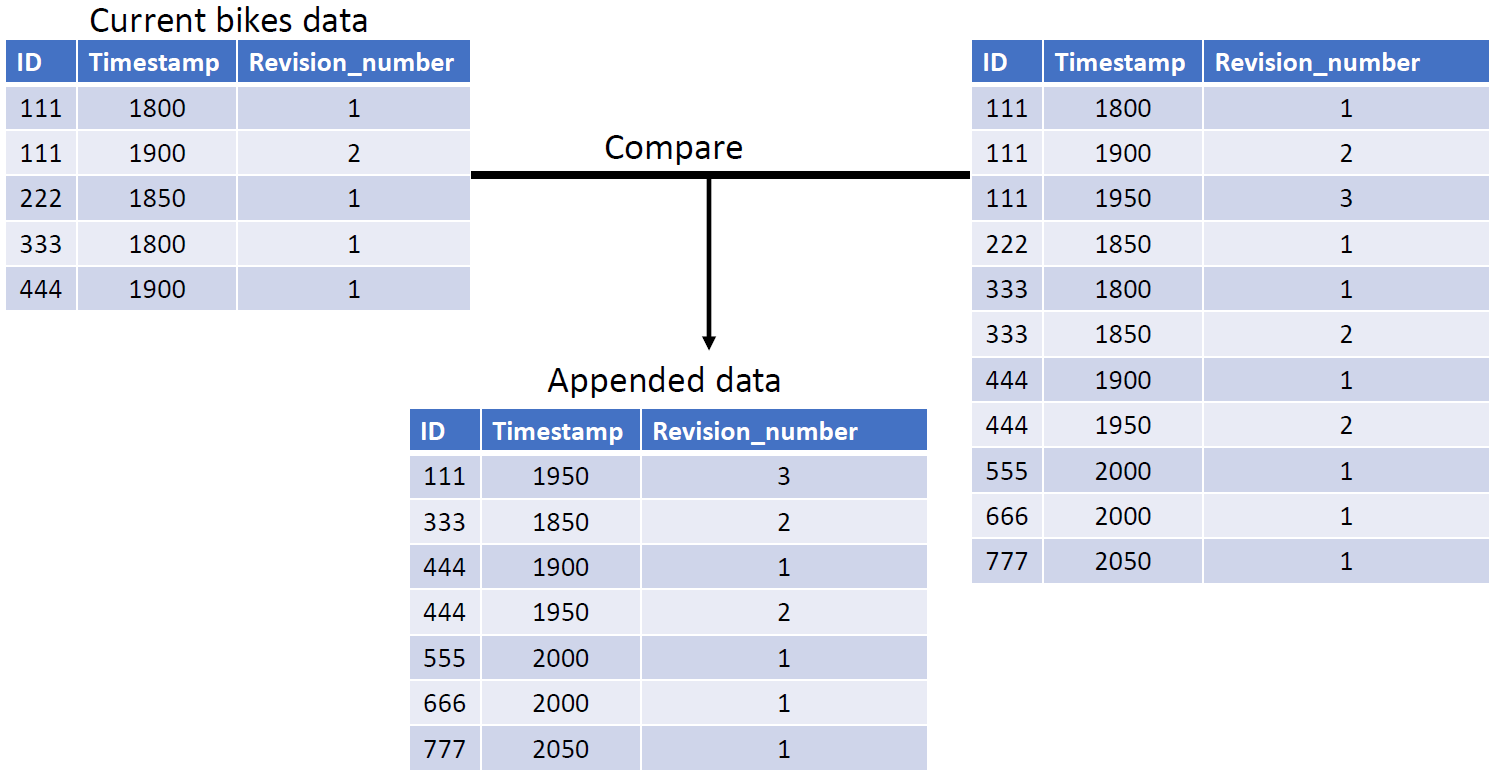 Current bikes data
ID Timestamp Revision_number
111 1800 1
111 1900 2
222 1850 1
333 1800 1
444 1900 1
Compare
ID Timestamp Revision_number
111 1800 1
111 1900 2
111 1950 3
222 1850 1
333 1800 1
333 1850 2
444 1900 1
444 1950 2
555 2000 1
666 2000 1
777 2050 1
Appended data
ID Timestamp Revision_number
111 1950 3
333 1850 2
444 1900 1
444 1950 2
555 2000 1
666 2000 1
777 2050 1